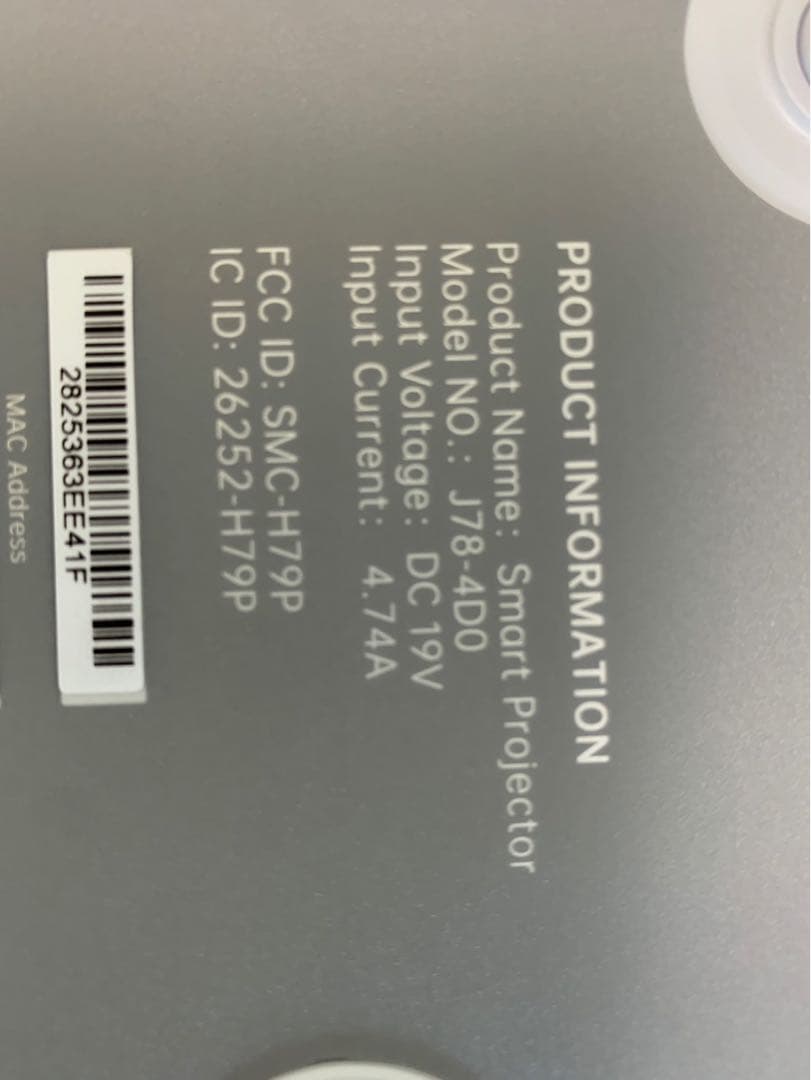 PRODUCT INFORMATION
Product Name: Smart Projector
Model NO.: J78-4D0
Input Voltage: DC 19V
Input Current: 4.74A
FCC ID: SMC-H79P
IC ID: 26252-H79P
2825363EE41F
MAC Address